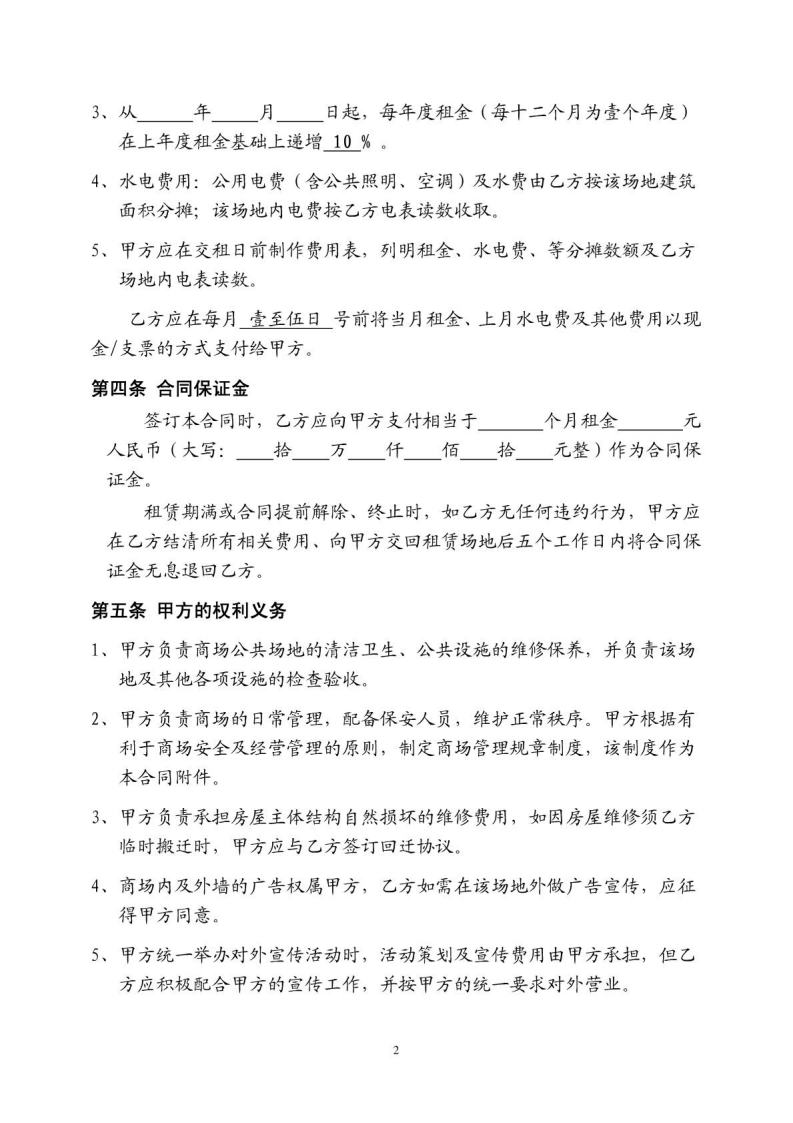 3、从______年_____月_____日起，每年度租金（每十二个月为壹个年度）
在上年度租金基础上递增 10 % 。
4、水电费用：公用电费（含公共照明、空调）及水费由乙方按该场地建筑
面积分摊；该场地内电费按乙方电表读数收取。
5、甲方应在交租日前制作费用表，列明租金、水电费、等分摊数额及乙方
场地内电表读数。
乙方应在每月 壹至伍日 号前将当月租金、上月水电费及其他费用以现
金/支票的方式支付给甲方。
第四条 合同保证金
签订本合同时，乙方应向甲方支付相当于_______个月租金_______元
人民币（大写：____拾____万____仟____佰____拾____元整）作为合同保
证金。
租赁期满或合同提前解除、终止时，如乙方无任何违约行为，甲方应
在乙方结清所有相关费用、向甲方交回租赁场地后五个工作日内将合同保
证金无息退回乙方。
第五条 甲方的权利义务
1、甲方负责商场公共场地的清洁卫生、公共设施的维修保养，并负责该场
地及其他各项设施的检查验收。
2、甲方负责商场的日常管理，配备保安人员，维护正常秩序。甲方根据有
利于商场安全及经营管理的原则，制定商场管理规章制度，该制度作为
本合同附件。
3、甲方负责承担房屋主体结构自然损坏的维修费用，如因房屋维修须乙方
临时搬迁时，甲方应与乙方签订回迁协议。
4、商场内及外墙的广告权属甲方，乙方如需在该场地外做广告宣传，应征
得甲方同意。
5、甲方统一举办对外宣传活动时，活动策划及宣传费用由甲方承担，但乙
方应积极配合甲方的宣传工作，并按甲方的统一要求对外营业。
2